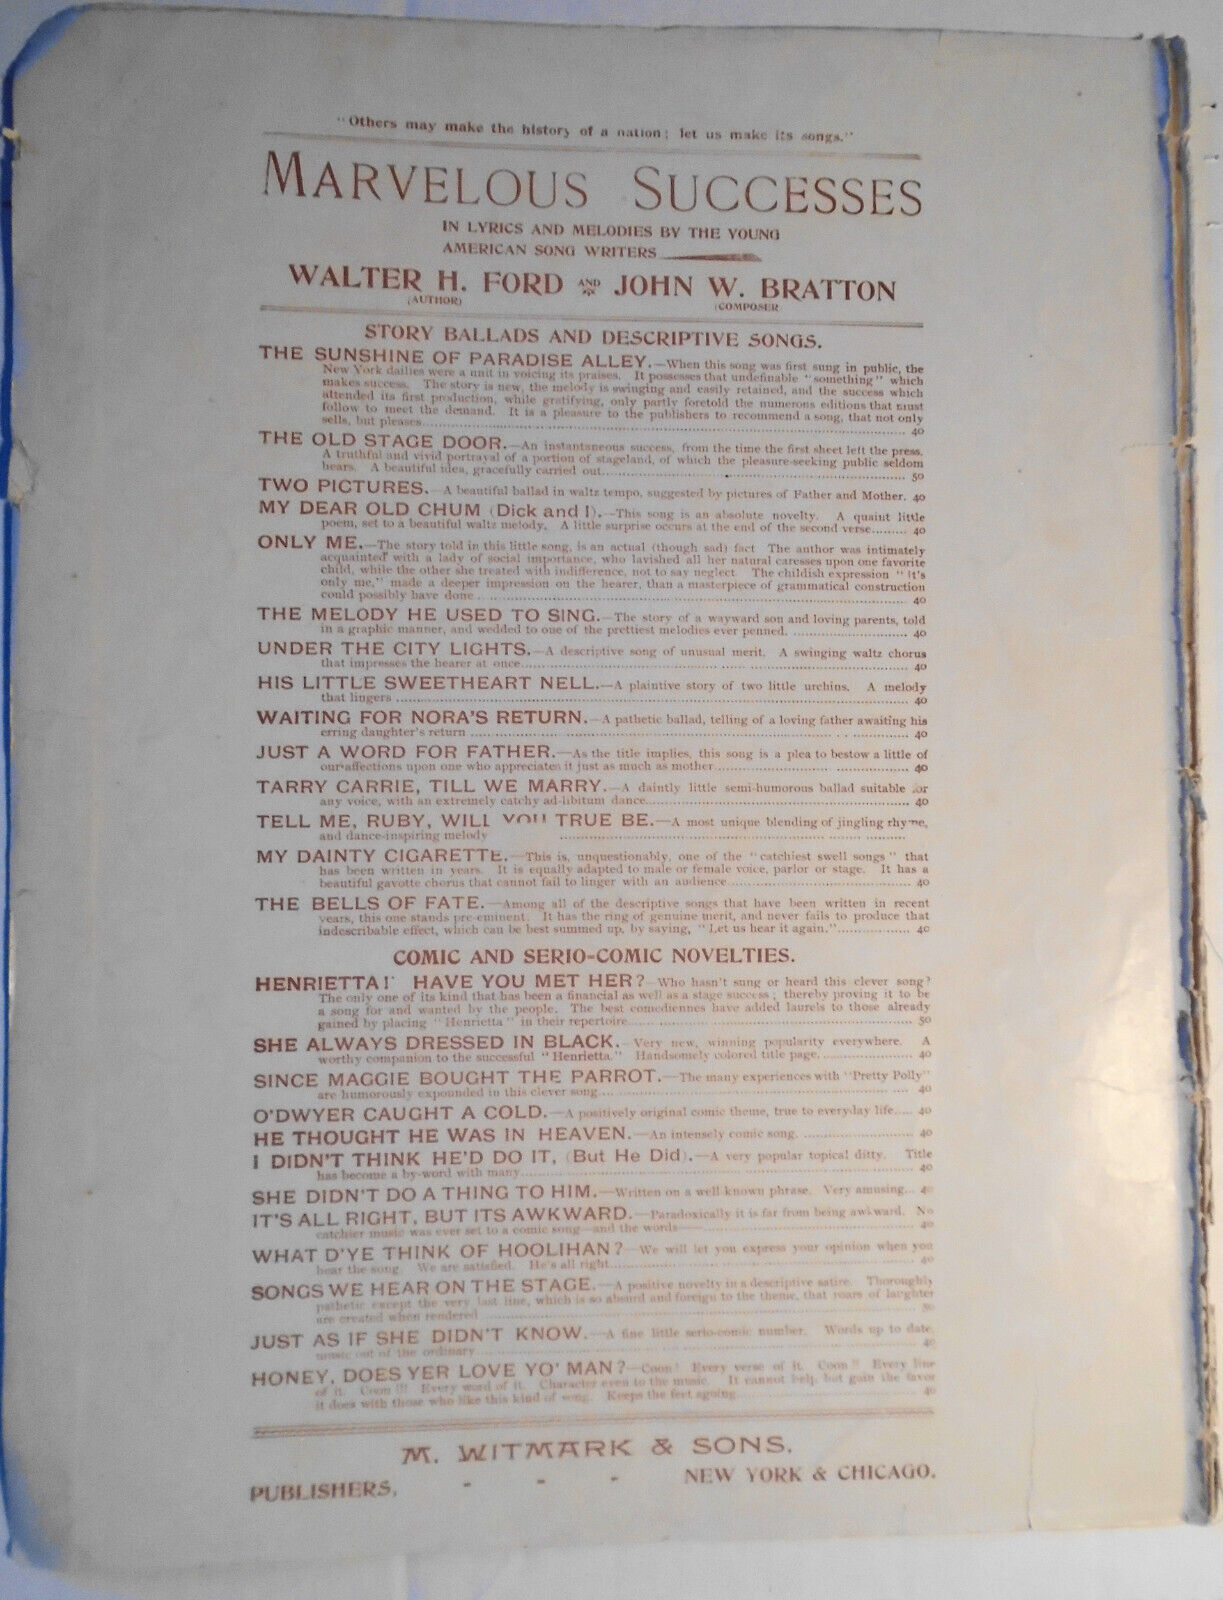 "Others may make the history of a nation; let us make its songs."
MARVELOUS SUCCESSES
IN LYRICS AND MELODIES BY THE YOUNG
AMERICAN SONG WRITERS
WALTER H. FORD AND JOHN W. BRATTON
(AUTHOR) (COMPOSER
STORY BALLADS AND DESCRIPTIVE SONGS.
THE SUNSHINE OF PARADISE ALLEY.—When this song was first sung in public, the
New York dailies were a unit in voicing its praises. It possesses that undefinable "something" which
makes success. The story is new, the melody is swinging and easily retained, and the success which
attended its first production, while gratifying, only partly foretold the numerous editions that must
follow to meet the demand. It is a pleasure to the publishers to recommend a song, that not only
sells, but pleases........ 40
THE OLD STAGE DOOR.—An instantaneous success, from the time the first sheet left the press.
A truthful and vivid portrayal of a portion of stageland, of which the pleasure-seeking public seldom
hears. A beautiful idea, gracefully carried out........ 50
TWO PICTURES.—A beautiful ballad in waltz tempo, suggested by pictures of Father and Mother. 40
MY DEAR OLD CHUM (Dick and I).—This song is an absolute novelty. A quaint little
poem, set to a beautiful waltz melody. A little surprise occurs at the end of the second verse........ 40
ONLY ME.—The story told in this little song, is an actual (though sad) fact The author was intimately
acquainted with a lady of social importance, who lavished all her natural caresses upon one favorite
child, while the other she treated with indifference, not to say neglect. The childish expression "It's
only me," made a deeper impression on the hearer, than a masterpiece of grammatical construction
could possibly have done........ 40
THE MELODY HE USED TO SING.—The story of a wayward son and loving parents, told
in a graphic manner, and wedded to one of the prettiest melodies ever penned........ 40
UNDER THE CITY LIGHTS.—A descriptive song of unusual merit. A swinging waltz chorus
that impresses the hearer at once........ 40
HIS LITTLE SWEETHEART NELL.—A plaintive story of two little urchins. A melody
that lingers........ 40
WAITING FOR NORA'S RETURN.—A pathetic ballad, telling of a loving father awaiting his
erring daughter's return........ 40
JUST A WORD FOR FATHER.—As the title implies, this song is a plea to bestow a little of
our affections upon one who appreciates it just as much as mother........ 40
TARRY CARRIE, TILL WE MARRY.—A daintly little semi-humorous ballad suitable for
any voice, with an extremely catchy ad-libitum dance........ 40
TELL ME, RUBY, WILL YOU TRUE BE.—A most unique blending of jingling rhyme,
and dance-inspiring melody ........
MY DAINTY CIGARETTE.—This is, unquestionably, one of the "catchiest swell songs" that
has been written in years. It is equally adapted to male or female voice, parlor or stage. It has a
beautiful gavotte chorus that cannot fail to linger with an audience........ 40
THE BELLS OF FATE.—Among all of the descriptive songs that have been written in recent
years, this one stands pre-eminent. It has the ring of genuine merit, and never fails to produce that
indescribable effect, which can be best summed up, by saying, "Let us hear it again."........ 40
COMIC AND SERIO-COMIC NOVELTIES.
HENRIETTA! HAVE YOU MET HER?—Who hasn't sung or heard this clever song?
The only one of its kind that has been a financial as well as a stage success; thereby proving it to be
a song for and wanted by the people. The best comediennes have added laurels to those already
gained by placing "Henrietta" in their repertoire........ 50
SHE ALWAYS DRESSED IN BLACK.—Very new, winning popularity everywhere. A
worthy companion to the successful "Henrietta." Handsomely colored title page........ 40
SINCE MAGGIE BOUGHT THE PARROT.—The many experiences with "Pretty Polly"
are humorously expounded in this clever song........ 40
O'DWYER CAUGHT A COLD.—A positively original comic theme, true to everyday life..... 40
HE THOUGHT HE WAS IN HEAVEN.—An intensely comic song........ 40
I DIDN'T THINK HE'D DO IT, (But He Did).—A very popular topical ditty. Title
has become a by-word with many........ 40
SHE DIDN'T DO A THING TO HIM.—Written on a well known phrase. Very amusing... 40
IT'S ALL RIGHT, BUT ITS AWKWARD.—Paradoxically it is far from being awkward. No
catchier music was ever set to a comic song—and the words—........ 40
WHAT D'YE THINK OF HOOLIHAN?—We will let you express your opinion when you
hear the song. We are satisfied. He's all right........ 40
SONGS WE HEAR ON THE STAGE.—A positive novelty in a descriptive satire. Thoroughly
pathetic except the very last line, which is so absurd and foreign to the theme, that roars of laughter
are created when rendered........ 50
JUST AS IF SHE DIDN'T KNOW.—A fine little serio-comic number. Words up to date,
music out of the ordinary........ 40
HONEY, DOES YER LOVE YO' MAN?—Coon! Every verse of it. Coon!! Every line
of it. Coon!!! Every word of it. Character even to the music. It cannot help but gain the favor
it does with those who like this kind of song. Keeps the feet agoing........ 40
M. WITMARK & SONS,
PUBLISHERS, - - - NEW YORK & CHICAGO.